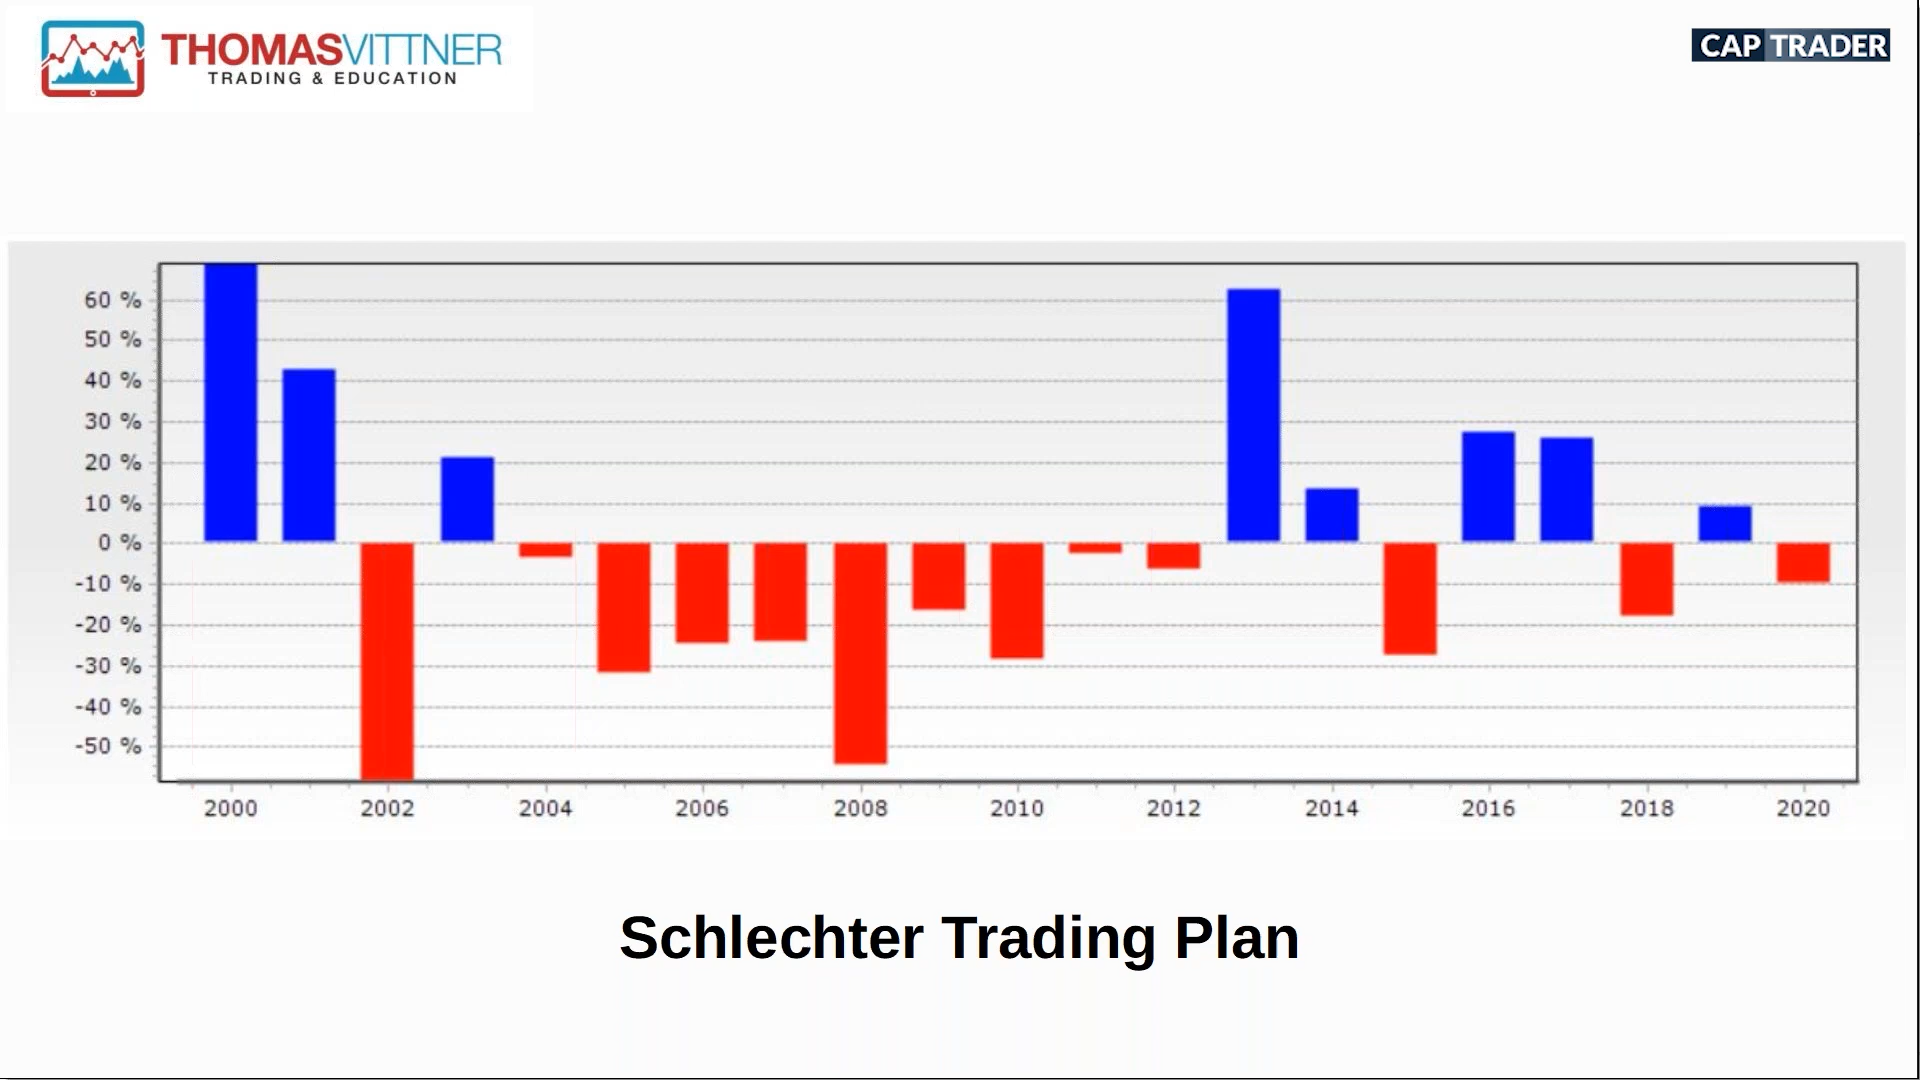 THOMASVITTNER
TRADING & EDUCATION
CAP TRADER
60 %
50 %
40 %
30 %
20 %
10 %
0 %
-10 %
-20 %
-30 %
-40 %
-50 %
2000 2002 2004 2006 2008 2010 2012 2014 2016 2018 2020
Schlechter Trading Plan